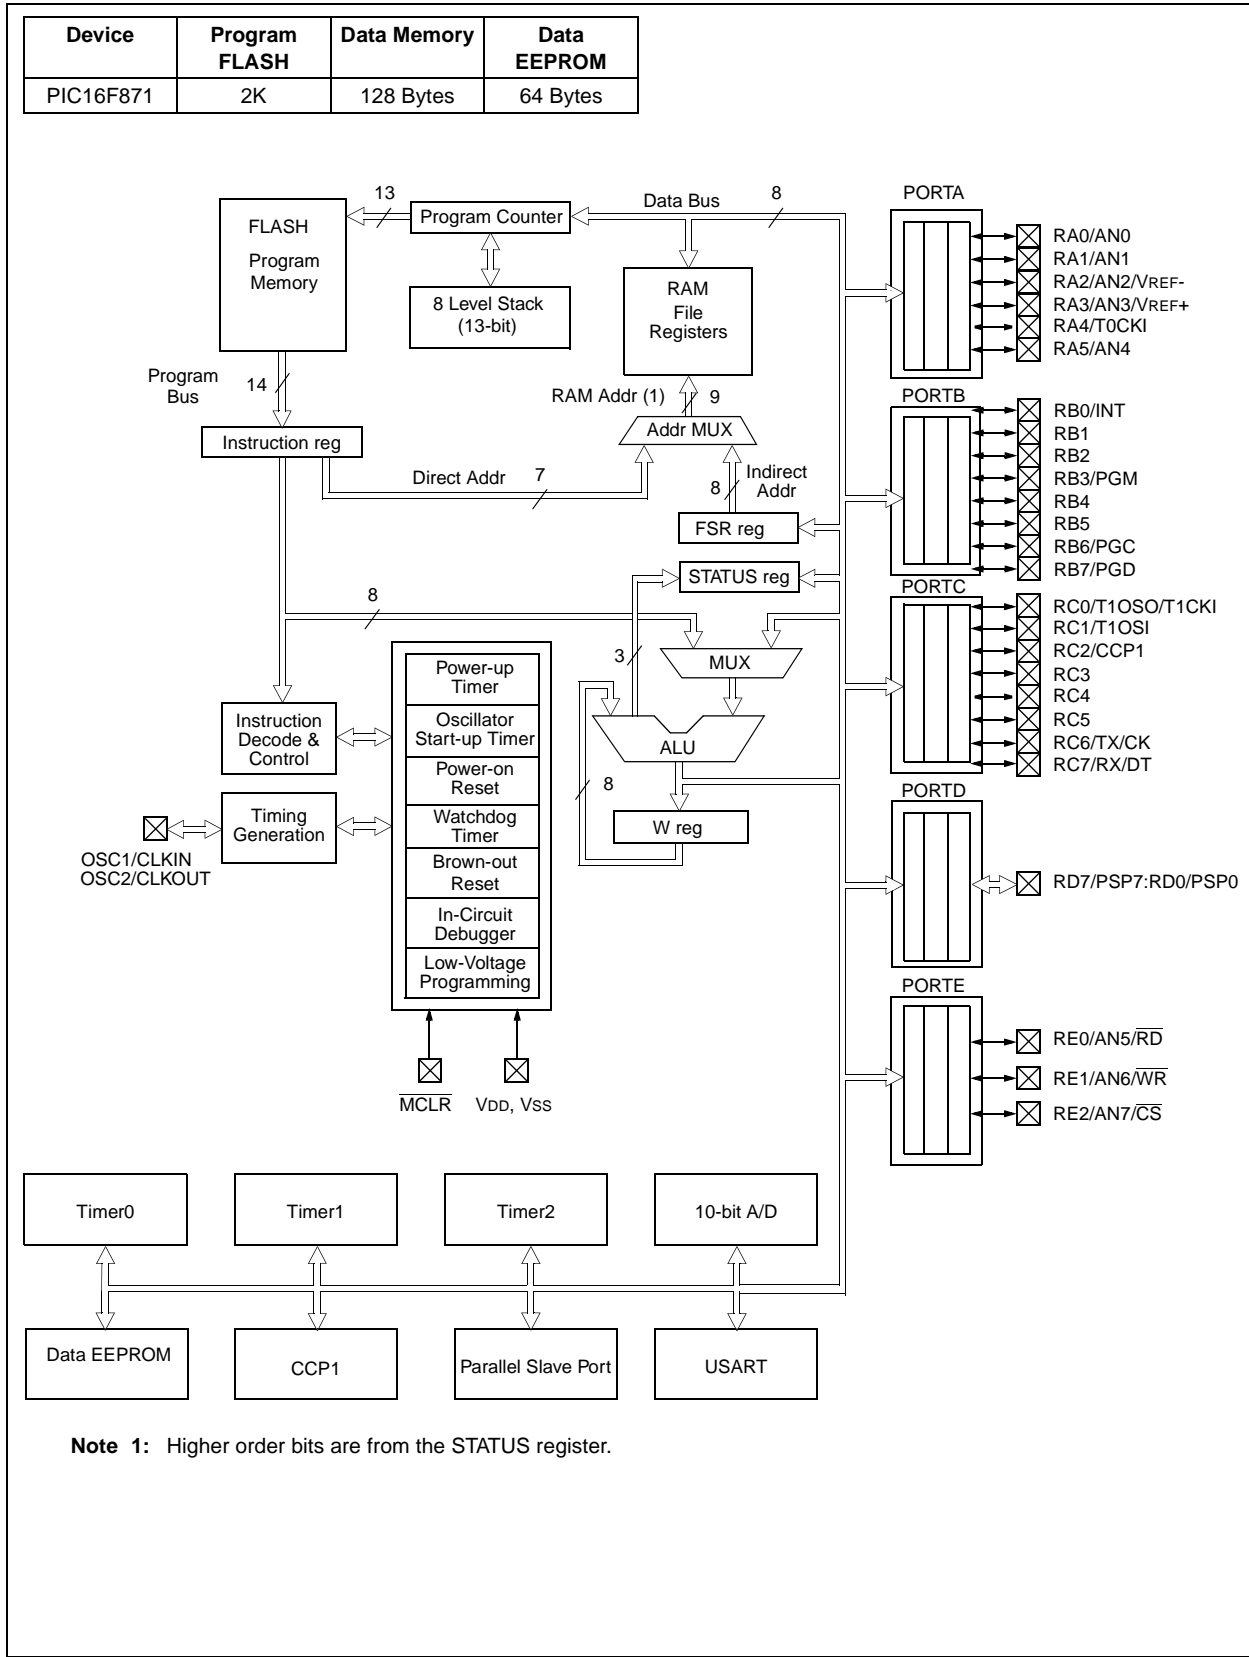 Device Program FLASH Data Memory Data EEPROM
PIC16F871 2K 128 Bytes 64 Bytes
13
Program Counter
Data Bus
8
FLASH
Program
Memory
8 Level Stack
(13-bit)
RAM
File
Registers
Program
Bus
14
RAM Addr (1)
9
Addr MUX
Instruction reg
Direct Addr
7
8
Indirect
Addr
FSR reg
STATUS reg
8
3
MUX
ALU
8
W reg
Power-up
Timer
Oscillator
Start-up Timer
Power-on
Reset
Watchdog
Timer
Brown-out
Reset
In-Circuit
Debugger
Low-Voltage
Programming
Instruction
Decode &
Control
Timing
Generation
OSC1/CLKIN
OSC2/CLKOUT
MCLR
VDD, VSS
PORTA
RA0/AN0
RA1/AN1
RA2/AN2/VREF-
RA3/AN3/VREF+
RA4/T0CKI
RA5/AN4
PORTB
RB0/INT
RB1
RB2
RB3/PGM
RB4
RB5
RB6/PGC
RB7/PGD
PORTC
RC0/T1OSO/T1CKI
RC1/T1OSI
RC2/CCP1
RC3
RC4
RC5
RC6/TX/CK
RC7/RX/DT
PORTD
RD7/PSP7:RD0/PSP0
PORTE
RE0/AN5/RD
RE1/AN6/WR
RE2/AN7/CS
Timer0
Timer1
Timer2
10-bit A/D
Data EEPROM
CCP1
Parallel Slave Port
USART
Note 1: Higher order bits are from the STATUS register.